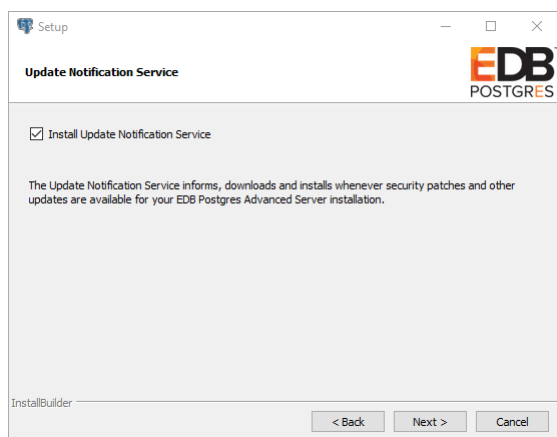 Setup
Update Notification Service
EDB
POSTGRES
Install Update Notification Service
The Update Notification Service informs, downloads and installs whenever security patches and other
updates are available for your EDB Postgres Advanced Server installation.
InstallBuilder
< Back
Next >
Cancel